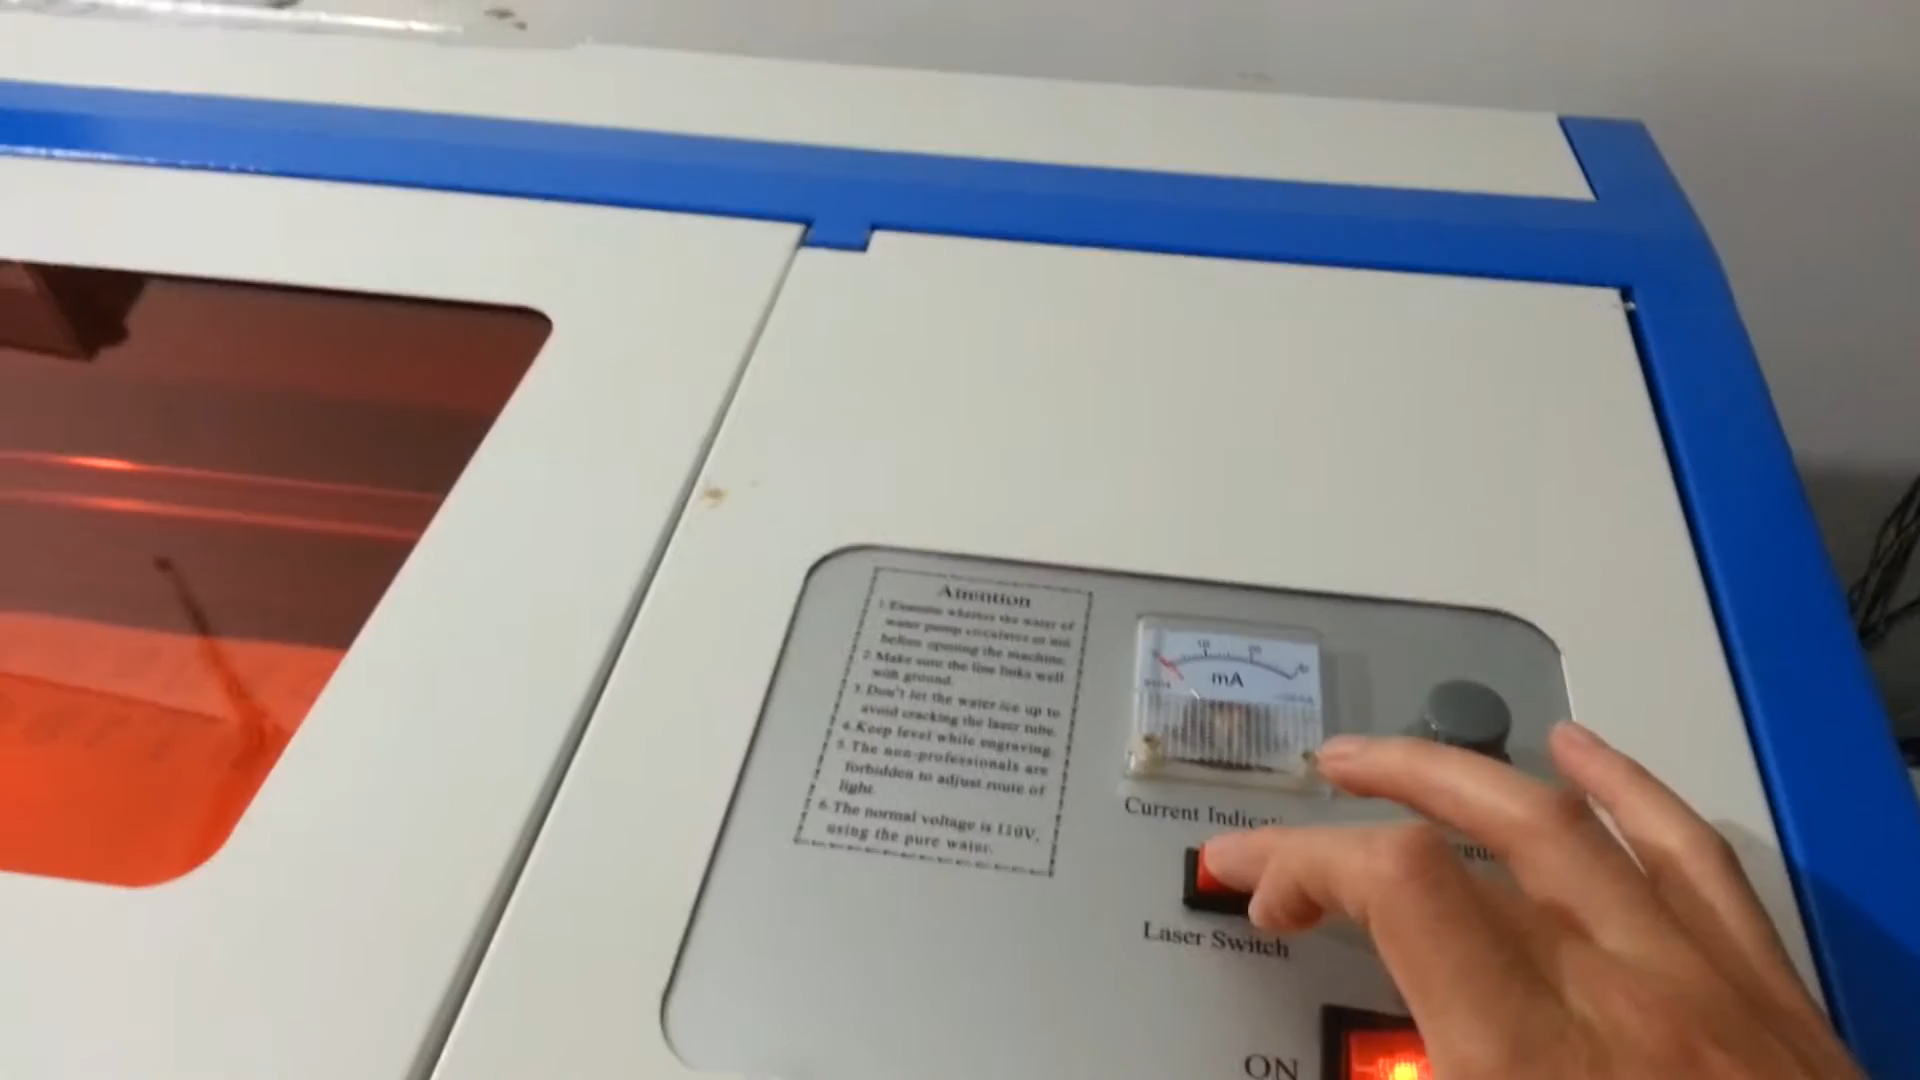 Attention
1.Examine whether the water of
water pump circulates or not
before opening the machine.
2.Make sure the line links well
with ground.
3.Don't let the water ice up to
avoid cracking the laser tube.
4.Keep level while engraving.
5.The non-professionals are
forbidden to adjust route of
light.
6.The normal voltage is 110V,
using the pure water.
10
20
mA
Current
Laser Switch
ON